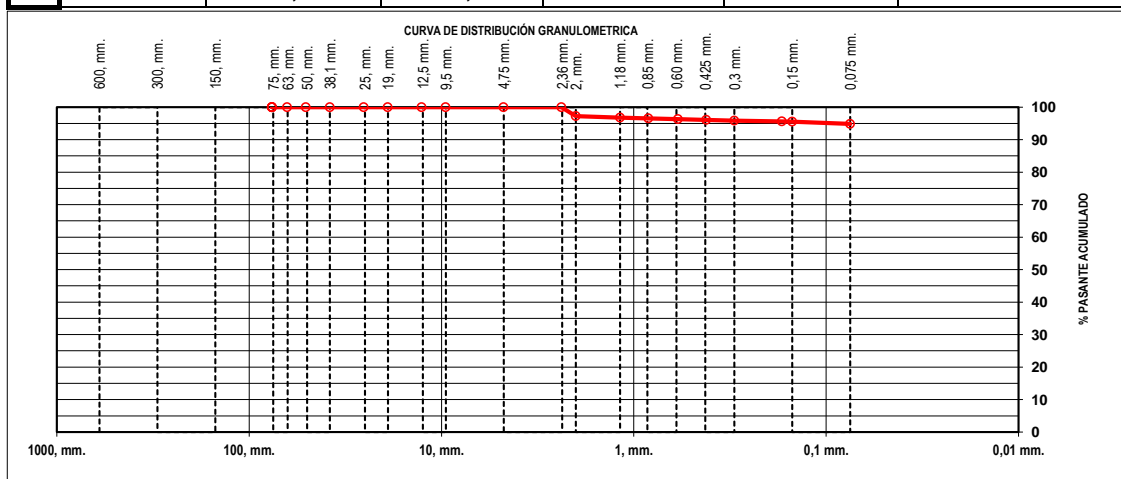 CURVA DE DISTRIBUCIÓN GRANULOMETRICA
600, mm.
300, mm.
150, mm.
75, mm.
63, mm.
50, mm.
38,1 mm.
25, mm.
19, mm.
12,5 mm.
9,5 mm.
4,75 mm.
2,36 mm.
2, mm.
1,18 mm.
0,85 mm.
0,60 mm.
0,425 mm.
0,3 mm.
0,15 mm.
0,075 mm.
100
90
80
70
60
50
40
30
20
10
0
% PASANTE ACUMULADO
1000, mm.
100, mm.
10, mm.
1, mm.
0,1 mm.
0,01 mm.